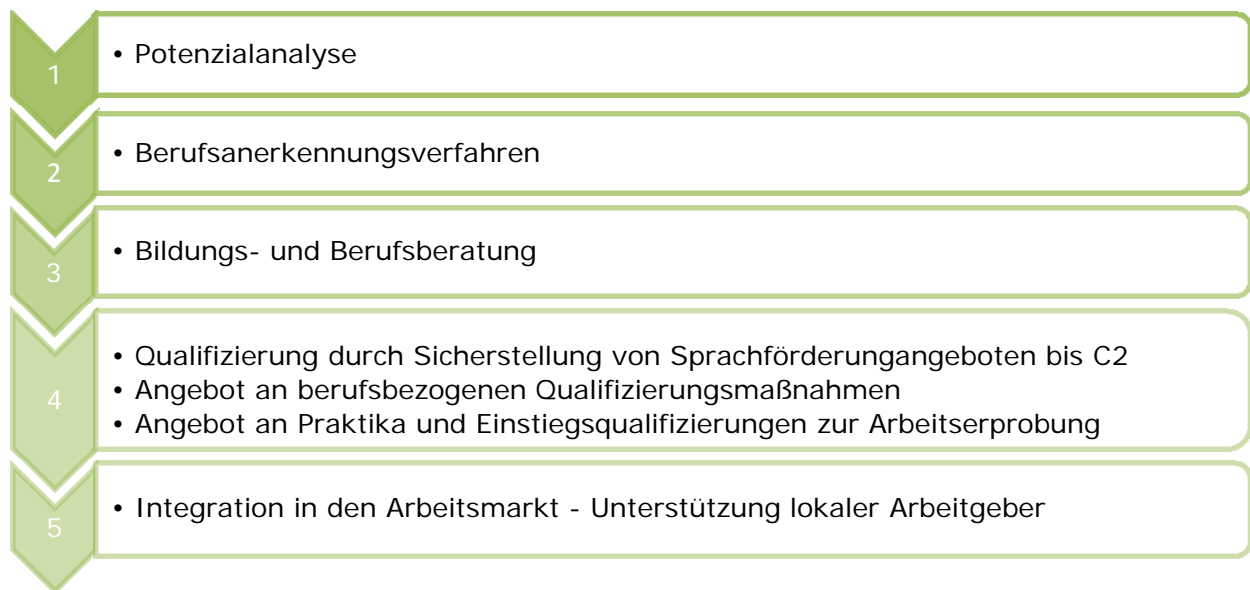 1
• Potenzialanalyse
2
• Berufsanerkennungsverfahren
3
• Bildungs- und Berufsberatung
4
• Qualifizierung durch Sicherstellung von Sprachförderungangeboten bis C2
• Angebot an berufsbezogenen Qualifizierungsmaßnahmen
• Angebot an Praktika und Einstiegsqualifizierungen zur Arbeitserprobung
5
• Integration in den Arbeitsmarkt - Unterstützung lokaler Arbeitgeber